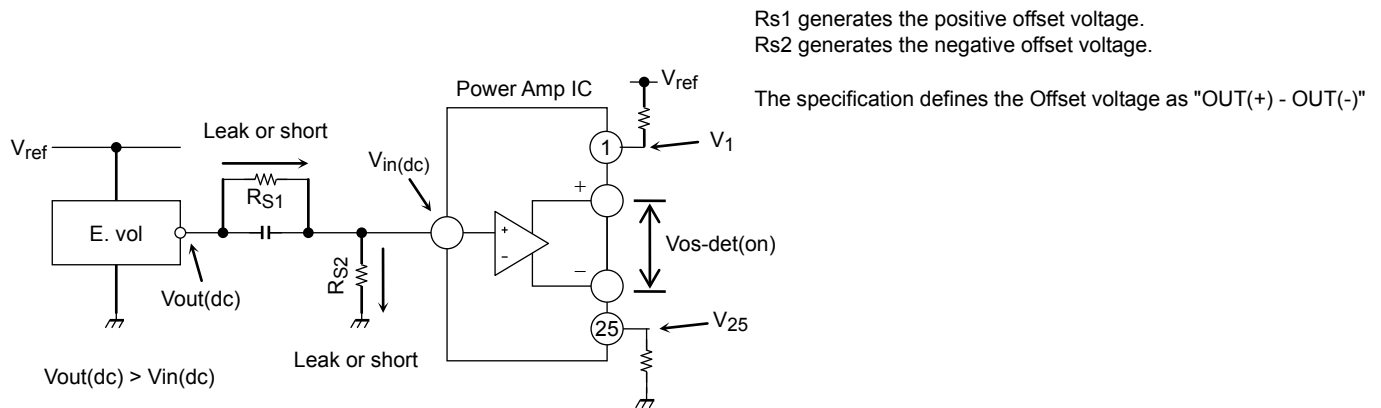 Rs1 generates the positive offset voltage.
Rs2 generates the negative offset voltage.
The specification defines the Offset voltage as "OUT(+) - OUT(-)"
Power Amp IC
Vref
Leak or short
1
V1
Vref
Vin(dc)
RS1
+
E. vol
+
-
Vos-det(on)
RS2
−
Vout(dc)
25
V25
Leak or short
Vout(dc) > Vin(dc)